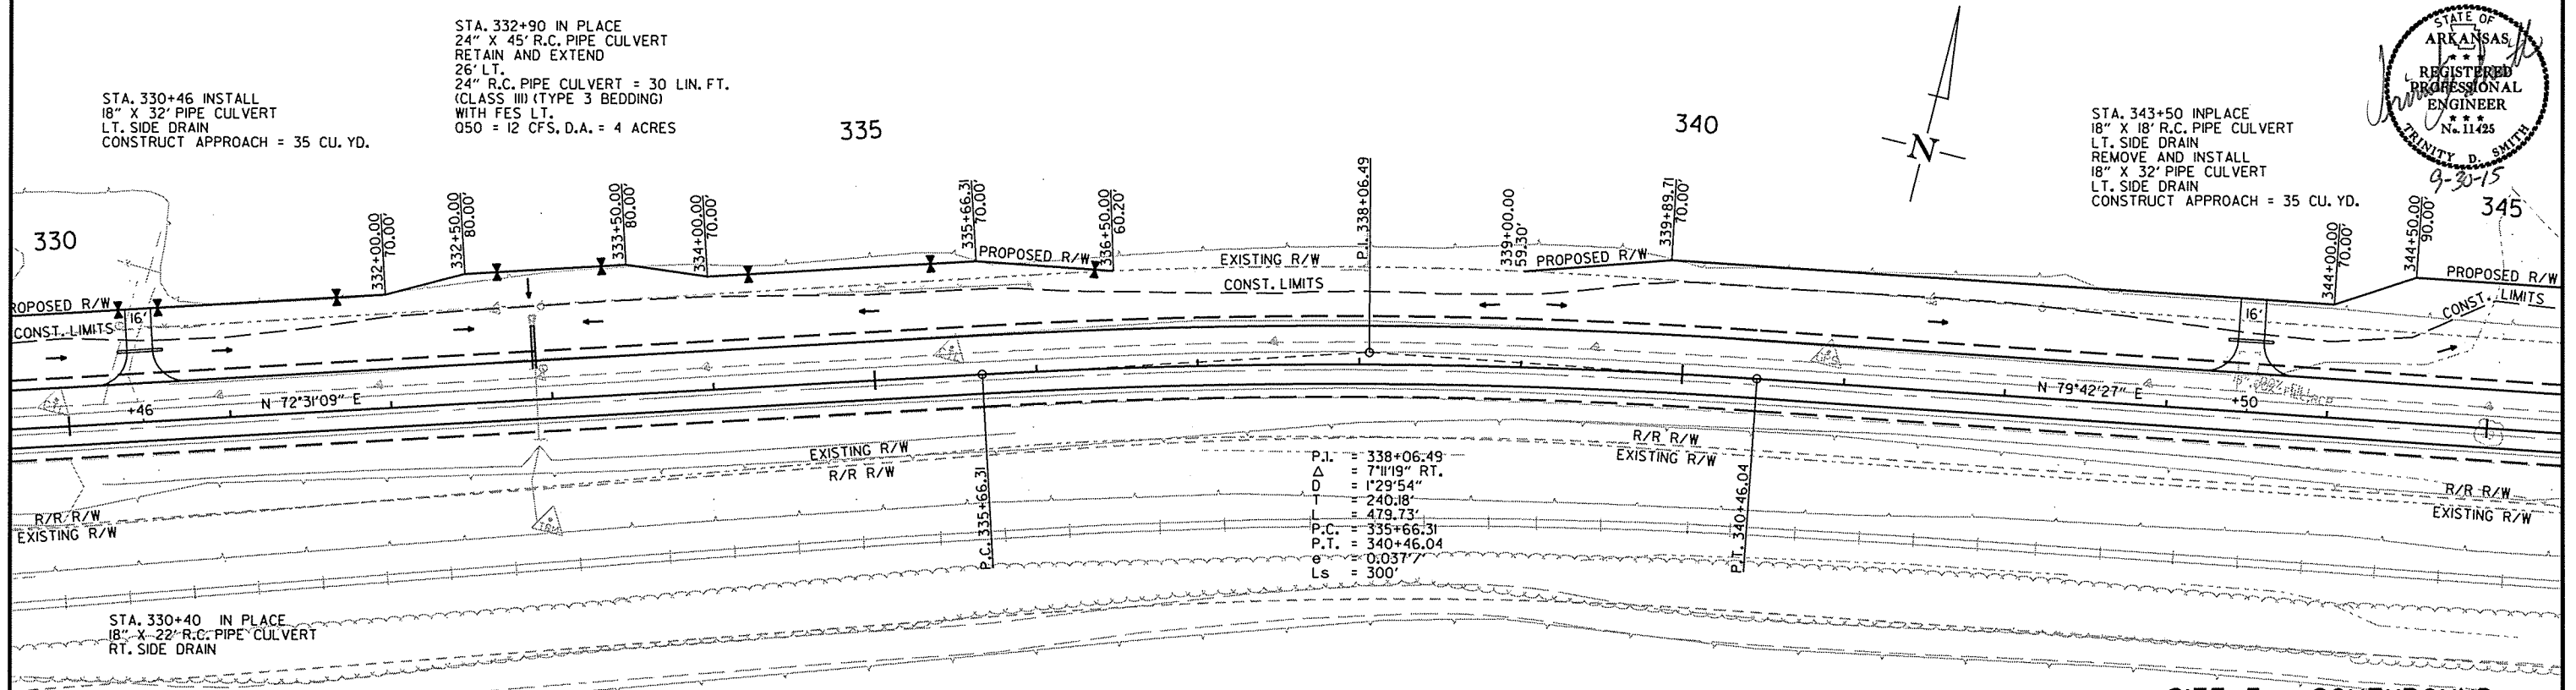 STA. 332+90 IN PLACE
24" X 45' R.C. PIPE CULVERT
RETAIN AND EXTEND
26' LT.
24" R.C. PIPE CULVERT = 30 LIN. FT.
(CLASS III) (TYPE 3 BEDDING)
WITH FES LT.
Q50 = 12 CFS, D.A. = 4 ACRES
STA. 330+46 INSTALL
18" X 32' PIPE CULVERT
LT. SIDE DRAIN
CONSTRUCT APPROACH = 35 CU. YD.
335
340
N
STA. 343+50 INPLACE
18" X 18' R.C. PIPE CULVERT
LT. SIDE DRAIN
REMOVE AND INSTALL
18" X 32' PIPE CULVERT
LT. SIDE DRAIN
CONSTRUCT APPROACH = 35 CU. YD.
STATE OF
ARKANSAS
REGISTERED
PROFESSIONAL
ENGINEER
No. 11425
TRINITY D. SMITH
9-30-15
330
345
332+00.00
70.00'
332+50.00
80.00'
333+50.00
80.00'
334+00.00
70.00'
335+66.31
70.00'
336+50.00
60.20'
P.I. 338+06.49
339+00.00
59.30'
339+89.71
70.00'
344+00.00
70.00'
344+50.00
90.00'
ROPOSED R/W
PROPOSED R/W
EXISTING R/W
PROPOSED R/W
PROPOSED R/W
CONST. LIMITS
16'
CONST. LIMITS
16'
CONST. LIMITS
+46
N 72°31'09" E
N 79°42'27" E
+50
EXISTING R/W
R/R R/W
R/R R/W
EXISTING R/W
R/R R/W
EXISTING R/W
R/R R/W
EXISTING R/W
P.C. 335+66.31
P.T. 340+46.04
P.I. = 338+06.49
Δ = 7°11'19" RT.
D = 1°29'54"
T = 240.18'
L = 479.73'
P.C. = 335+66.31
P.T. = 340+46.04
e = 0.037'/'
Ls = 300'
STA. 330+40 IN PLACE
18" X 22' R.C. PIPE CULVERT
RT. SIDE DRAIN